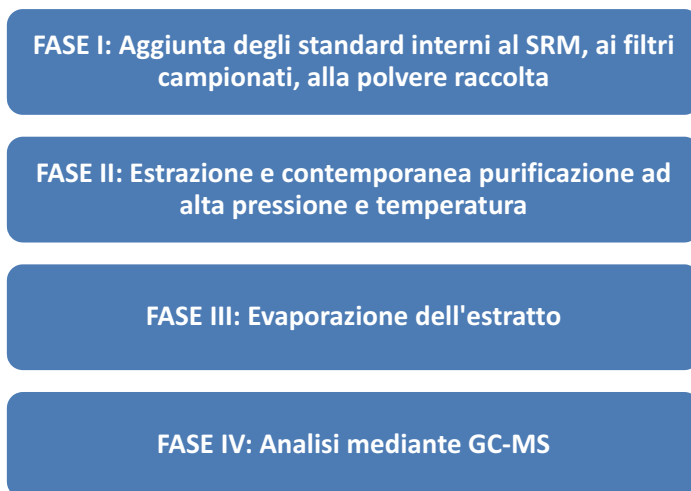 FASE I: Aggiunta degli standard interni al SRM, ai filtri
campionati, alla polvere raccolta
FASE II: Estrazione e contemporanea purificazione ad
alta pressione e temperatura
FASE III: Evaporazione dell'estratto
FASE IV: Analisi mediante GC-MS